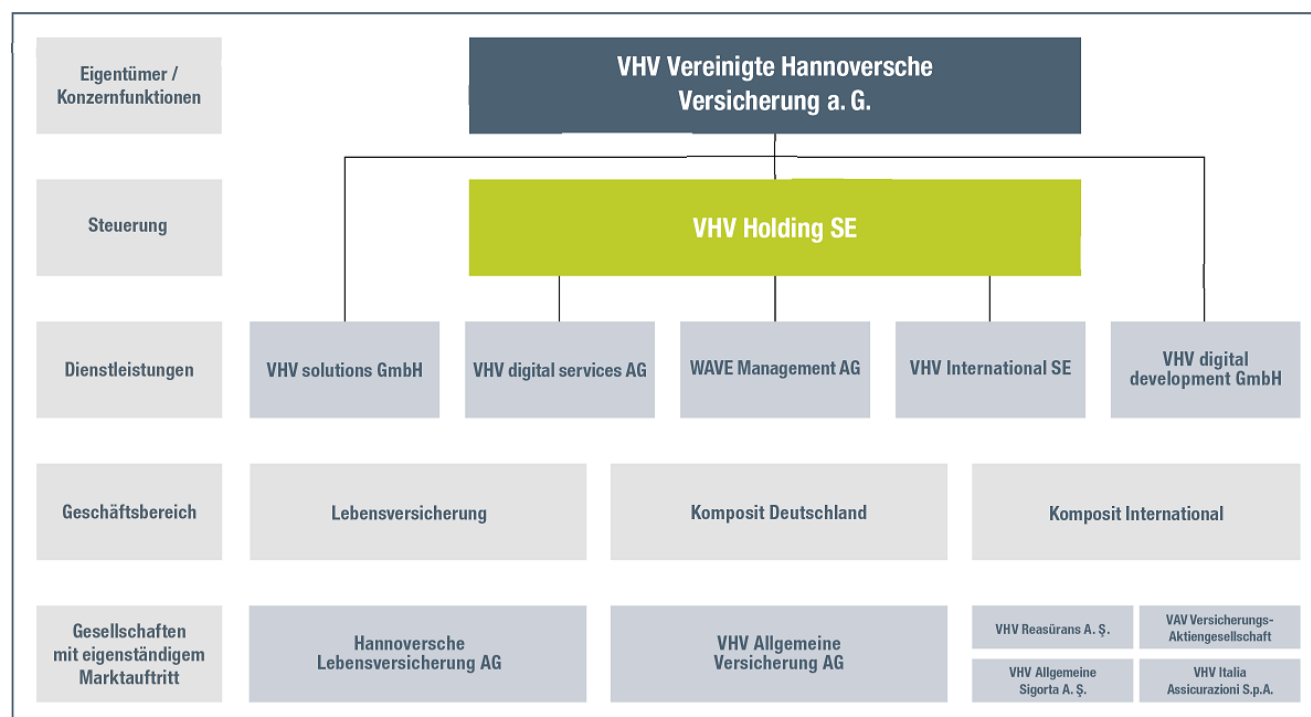 Eigentümer /
Konzernfunktionen
VHV Vereinigte Hannoversche
Versicherung a. G.
Steuerung
VHV Holding SE
Dienstleistungen
VHV solutions GmbH
VHV digital services AG
WAVE Management AG
VHV International SE
VHV digital
development GmbH
Geschäftsbereich
Lebensversicherung
Komposit Deutschland
Komposit International
Gesellschaften
mit eigenständigem
Marktauftritt
Hannoversche
Lebensversicherung AG
VHV Allgemeine
Versicherung AG
VHV Reasürans A. Ş.
VAV Versicherungs-
Aktiengesellschaft
VHV Allgemeine
Sigorta A. Ş.
VHV Italia
Assicurazioni S.p.A.